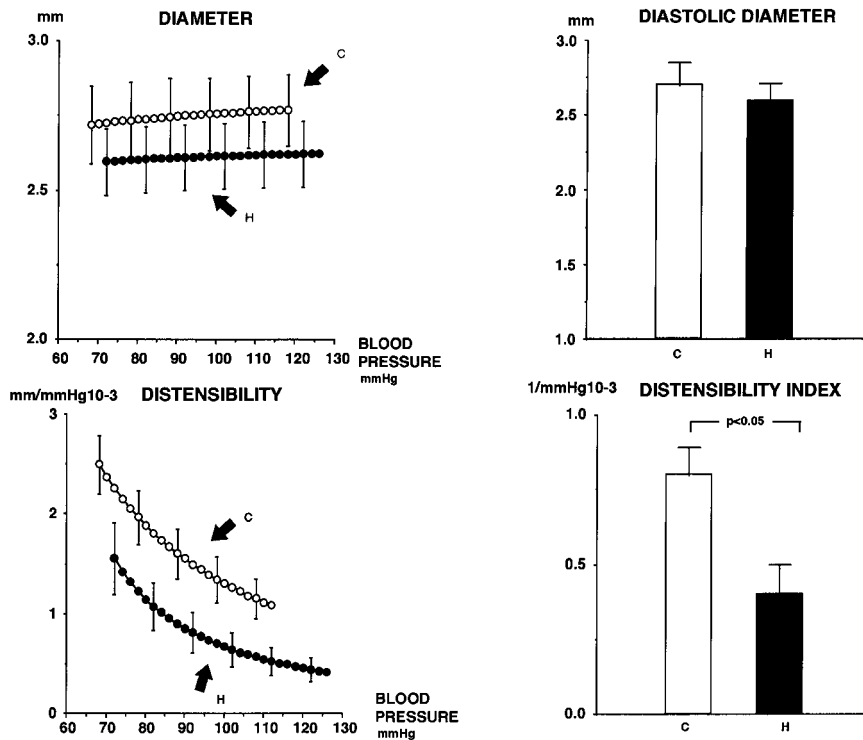 DIAMETER
mm
3.0
2.5
2.0
C
H
60 70 80 90 100 110 120 130
BLOOD
PRESSURE
mmHg
DIASTOLIC DIAMETER
mm
3.0
2.5
2.0
1.5
1.0
C H
DISTENSIBILITY
mm/mmHg10-3
3
2
1
0
C
H
60 70 80 90 100 110 120 130
BLOOD
PRESSURE
mmHg
DISTENSIBILITY INDEX
1/mmHg10-3
1.0
0.5
0.0
p<0.05
C H